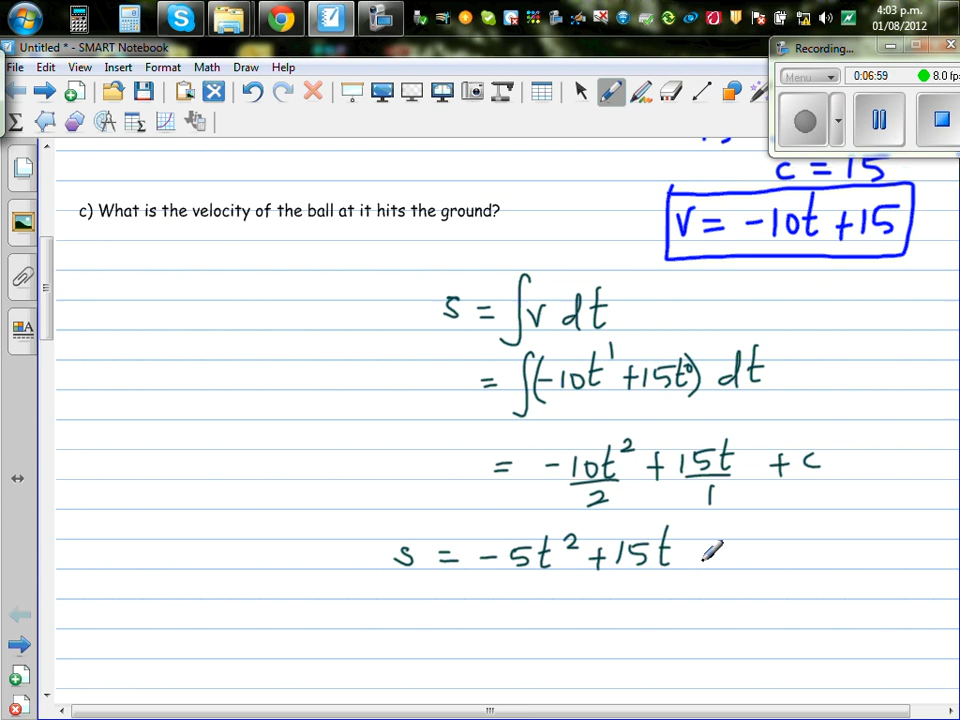 4:03 p.m.
01/08/2012
Untitled * - SMART Notebook
Recording...
File Edit View Insert Format Math Draw Help
Menu
0:06:59
8.0 fp
c = 15
c) What is the velocity of the ball at it hits the ground?
v = -10t +15
s = ∫v dt
= ∫(-10t¹ +15t⁰) dt
= -10t²/2 + 15t/1 + c
s = -5t² +15t